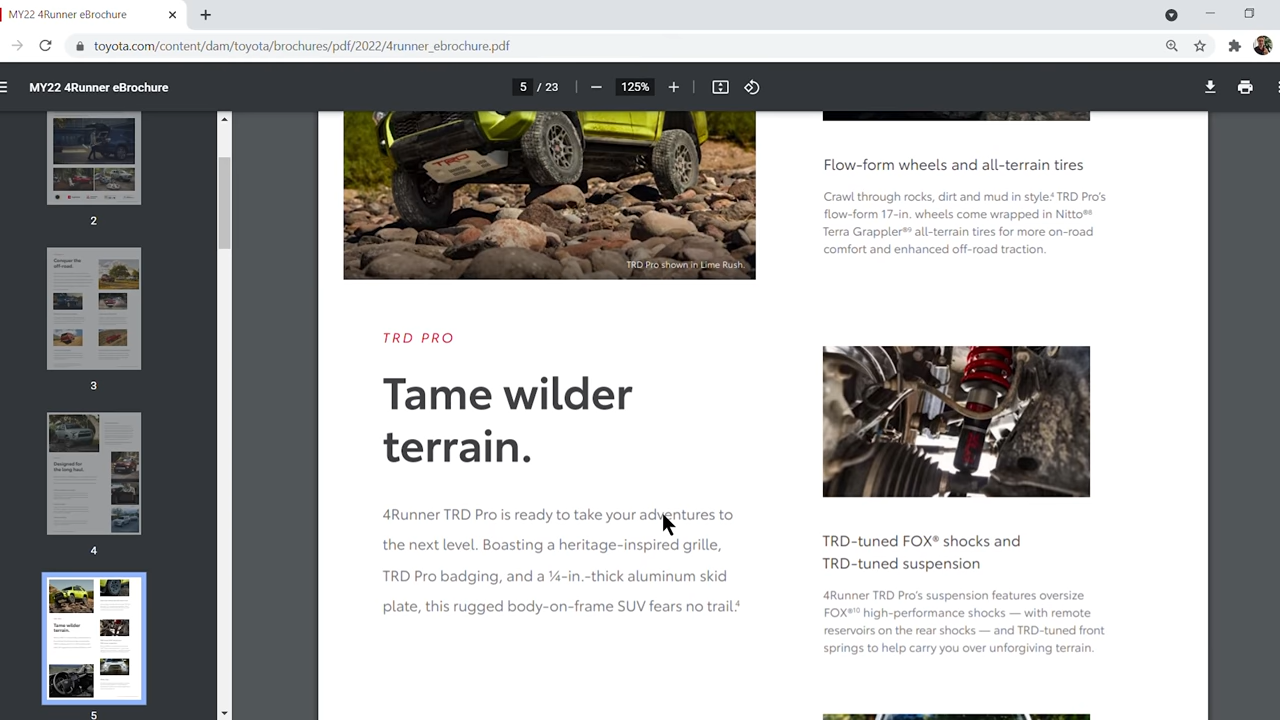 MY22 4Runner eBrochure
toyota.com/content/dam/toyota/brochures/pdf/2022/4runner_ebrochure.pdf
MY22 4Runner eBrochure
5 / 23
125%
2
3
4
Tame wilder
terrain.
5
TRD
TRD Pro shown in Lime Rush.
TRD PRO
Tame wilder
terrain.
4Runner TRD Pro is ready to take your adventures to
the next level. Boasting a heritage-inspired grille,
TRD Pro badging, and a ¼-in.-thick aluminum skid
plate, this rugged body-on-frame SUV fears no trail.⁴
Flow-form wheels and all-terrain tires
Crawl through rocks, dirt and mud in style.⁴ TRD Pro's
flow-form 17-in. wheels come wrapped in Nitto®⁸
Terra Grappler®⁹ all-terrain tires for more on-road
comfort and enhanced off-road traction.
TRD-tuned FOX® shocks and
TRD-tuned suspension
4Runner TRD Pro's suspension features oversize
FOX®¹⁰ high-performance shocks — with remote
reservoirs on the rear shocks — and TRD-tuned front
springs to help carry you over unforgiving terrain.